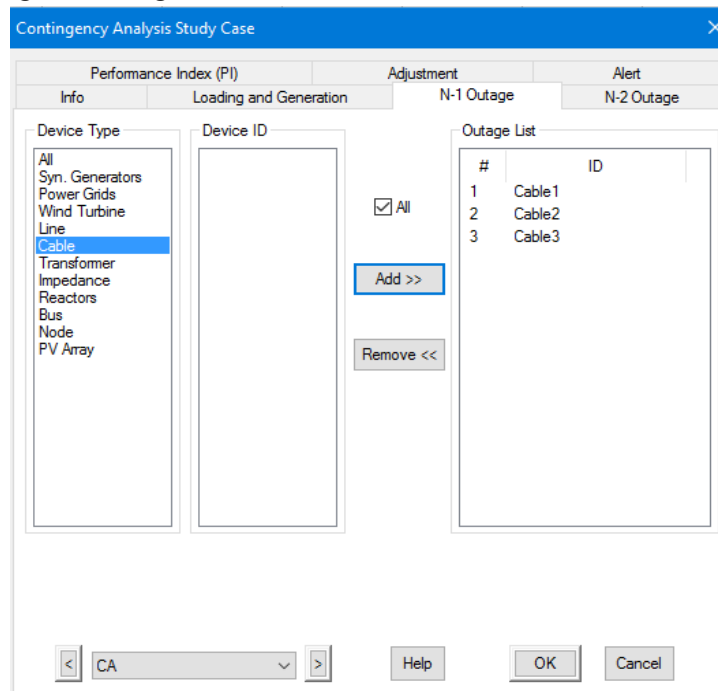 Contingency Analysis Study Case
Performance Index (PI) Adjustment Alert
Info Loading and Generation N-1 Outage N-2 Outage
Device Type
All
Syn. Generators
Power Grids
Wind Turbine
Line
Cable
Transformer
Impedance
Reactors
Bus
Node
PV Array
Device ID
All
Add >>
Remove <<
Outage List
# ID
1 Cable1
2 Cable2
3 Cable3
< CA > Help OK Cancel